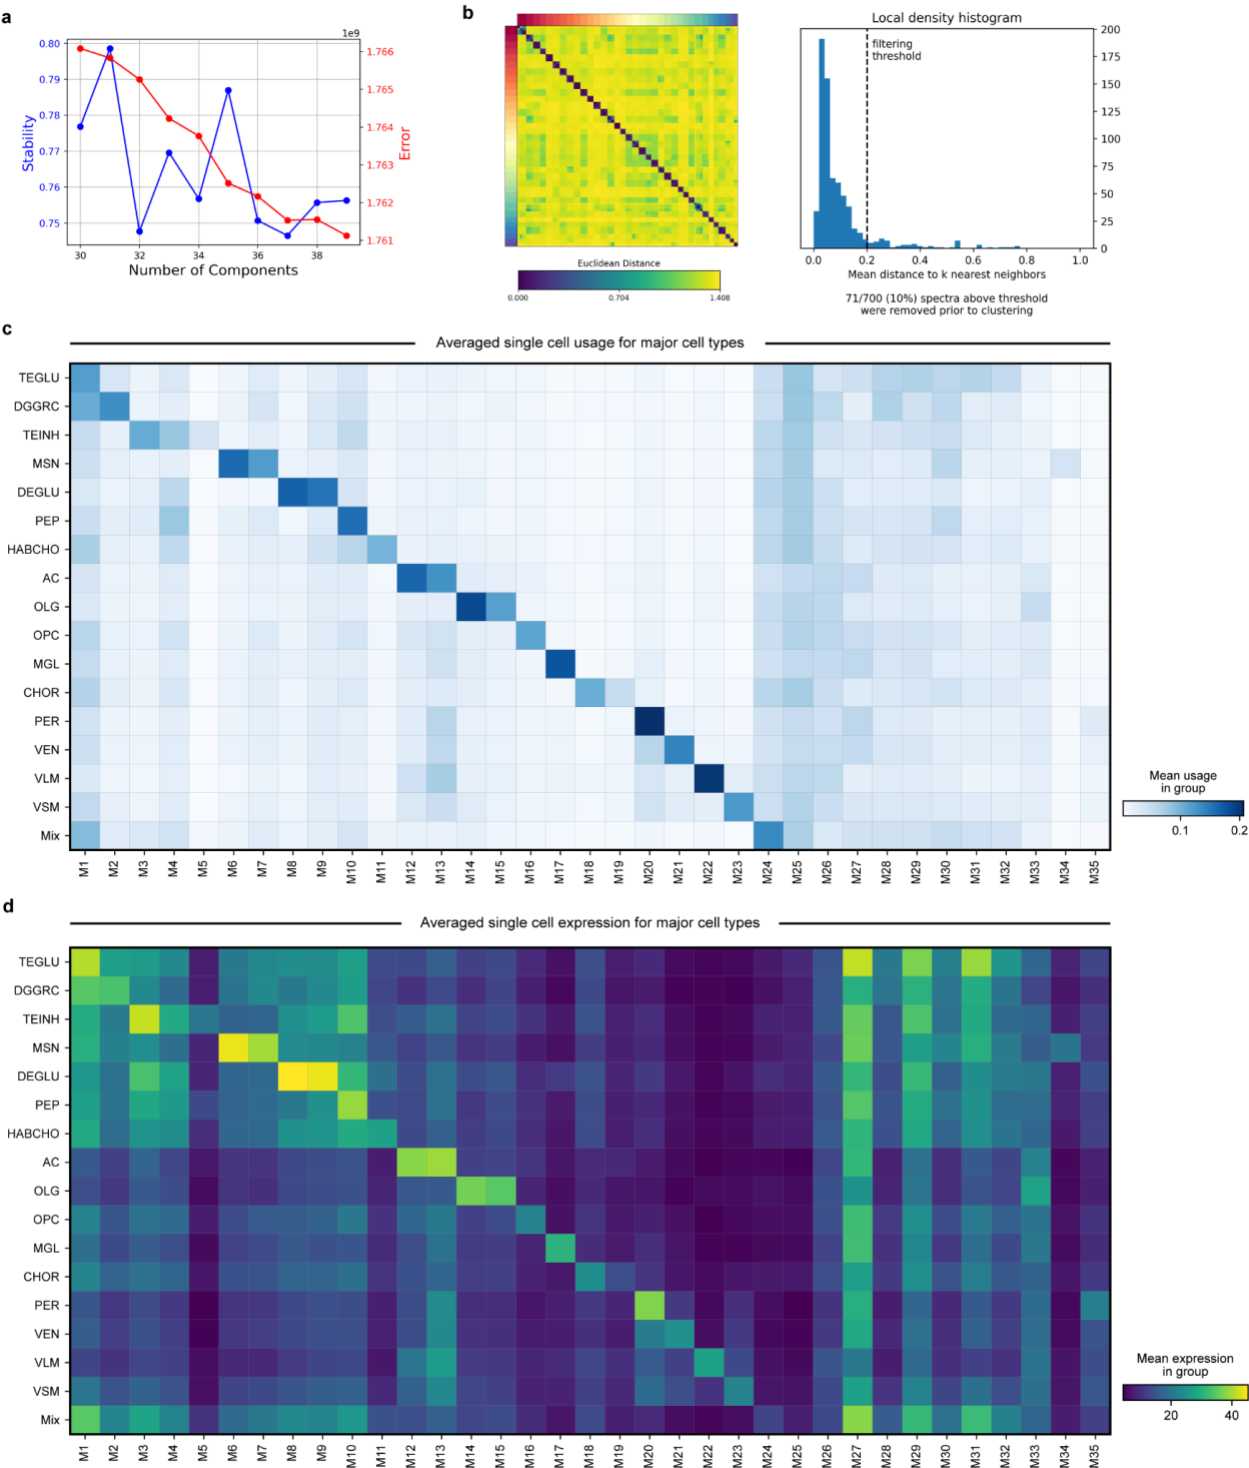 a
1e9
0.80
0.79
0.78
0.77
0.76
0.75
Stability
1.766
1.765
1.764
1.763
1.762
1.761
Error
30 32 34 36 38
Number of Components
b
Euclidean Distance
0.000 0.704 1.408
Local density histogram
filtering
threshold
200
175
150
125
100
75
50
25
0
0.0 0.2 0.4 0.6 0.8 1.0
Mean distance to k nearest neighbors
71/700 (10%) spectra above threshold
were removed prior to clustering
c
Averaged single cell usage for major cell types
TEGLU
DGGRC
TEINH
MSN
DEGLU
PEP
HABCHO
AC
OLG
OPC
MGL
CHOR
PER
VEN
VLM
VSM
Mix
M1 M2 M3 M4 M5 M6 M7 M8 M9 M10 M11 M12 M13 M14 M15 M16 M17 M18 M19 M20 M21 M22 M23 M24 M25 M26 M27 M28 M29 M30 M31 M32 M33 M34 M35
Mean usage
in group
0.1 0.2
d
Averaged single cell expression for major cell types
TEGLU
DGGRC
TEINH
MSN
DEGLU
PEP
HABCHO
AC
OLG
OPC
MGL
CHOR
PER
VEN
VLM
VSM
Mix
M1 M2 M3 M4 M5 M6 M7 M8 M9 M10 M11 M12 M13 M14 M15 M16 M17 M18 M19 M20 M21 M22 M23 M24 M25 M26 M27 M28 M29 M30 M31 M32 M33 M34 M35
Mean expression
in group
20 40